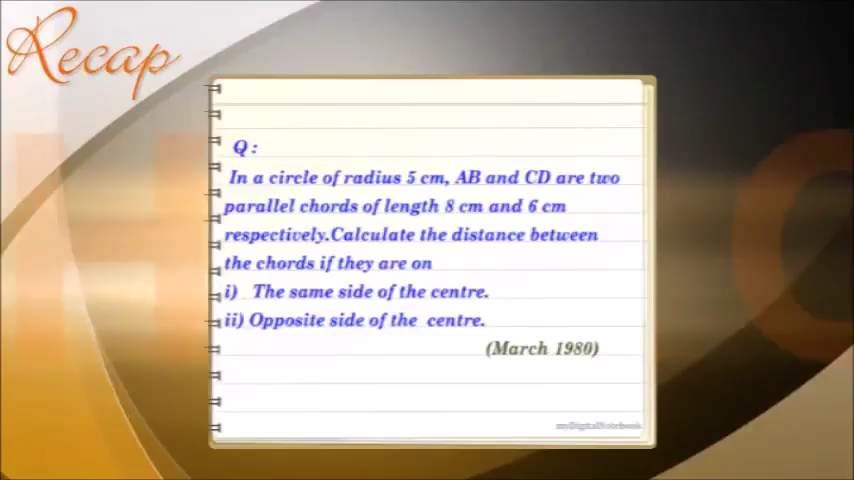 Recap
Q :
In a circle of radius 5 cm, AB and CD are two
parallel chords of length 8 cm and 6 cm
respectively.Calculate the distance between
the chords if they are on
i) The same side of the centre.
ii) Opposite side of the centre.
(March 1980)
myDigitalNotebook